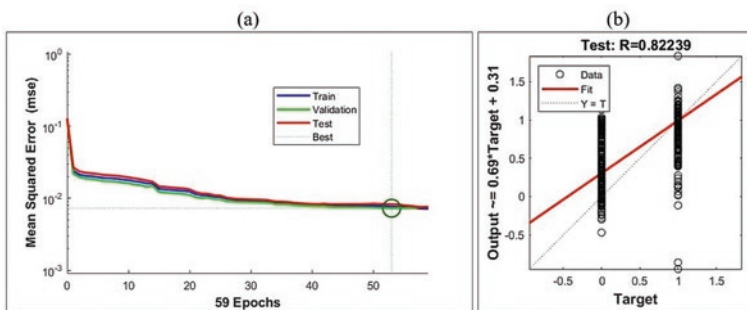 (a)
Mean Squared Error (mse)
10^0
10^-1
10^-2
10^-3
Train
Validation
Test
Best
0
10
20
30
40
50
59 Epochs
(b)
Test: R=0.82239
Output ~= 0.69*Target + 0.31
1.5
1
0.5
0
-0.5
Data
Fit
Y = T
-0.5
0
0.5
1
1.5
Target